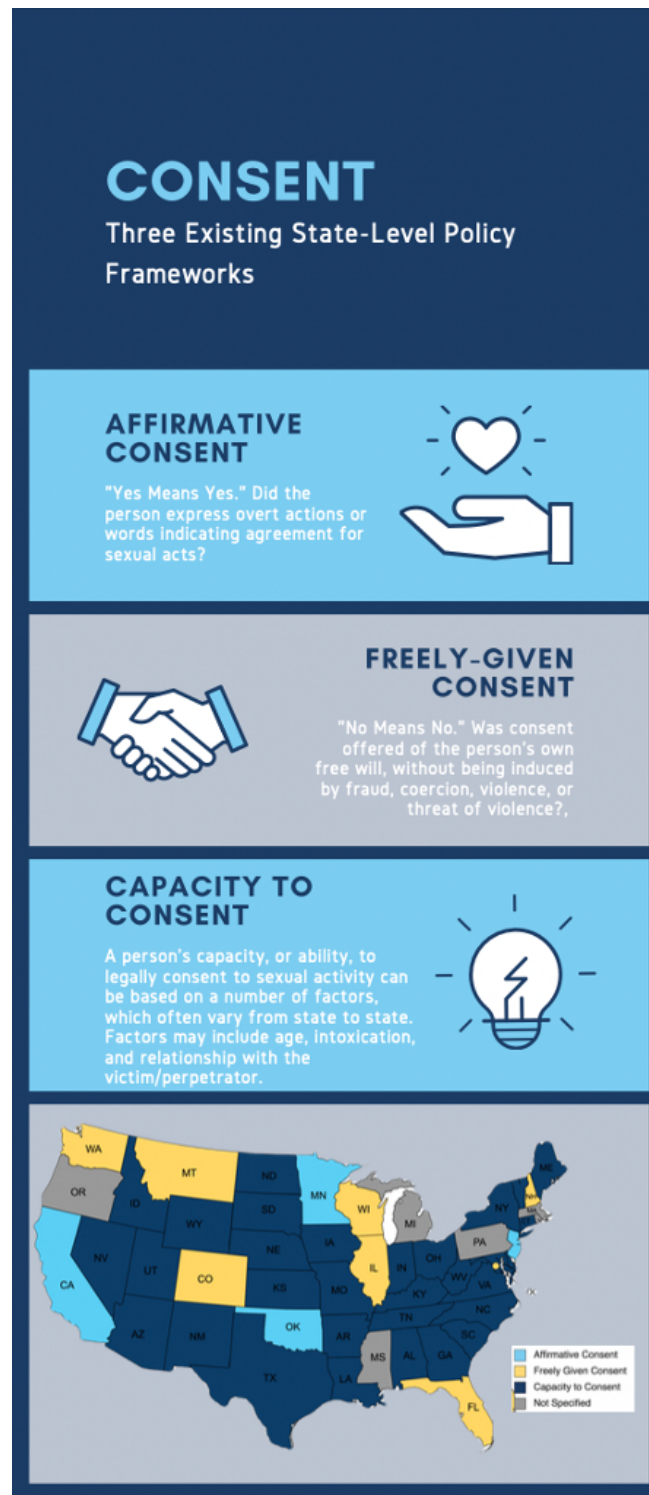 CONSENT
Three Existing State-Level Policy
Frameworks
AFFIRMATIVE
CONSENT
"Yes Means Yes." Did the
person express overt actions or
words indicating agreement for
sexual acts?
FREELY-GIVEN
CONSENT
"No Means No." Was consent
offered of the person's own
free will, without being induced
by fraud, coercion, violence, or
threat of violence?,
CAPACITY TO
CONSENT
A person's capacity, or ability, to
legally consent to sexual activity can
be based on a number of factors,
which often vary from state to state.
Factors may include age, intoxication,
and relationship with the
victim/perpetrator.
WA
MT
ND
MN
ME
OR
ID
SD
WI
MI
NY
NH
MA
WY
NE
IA
PA
NV
UT
CO
KS
MO
IL
IN
OH
WV
VA
CA
KY
NC
AZ
NM
OK
AR
TN
SC
TX
LA
MS
AL
GA
FL
Affirmative Consent
Freely Given Consent
Capacity to Consent
Not Specified